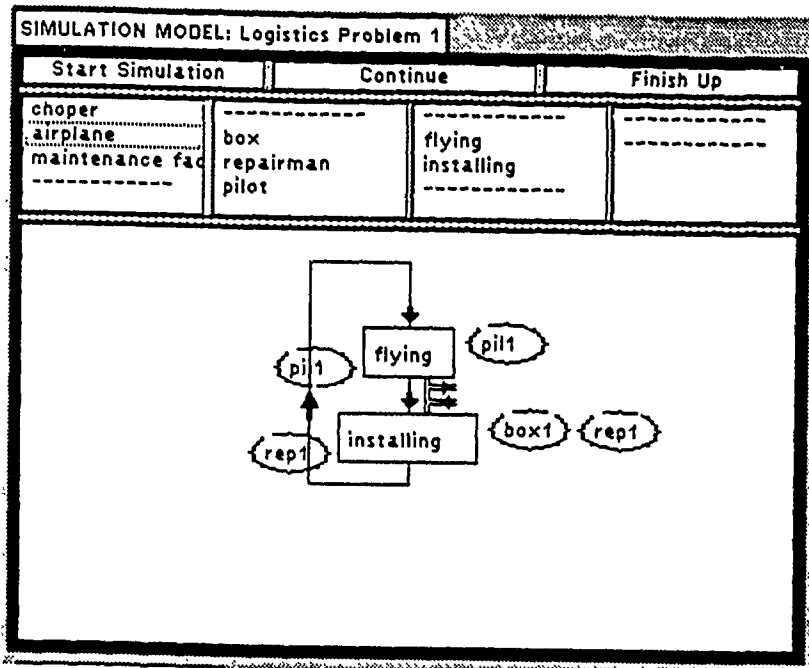 SIMULATION MODEL: Logistics Problem 1
Start Simulation Continue Finish Up
choper
airplane
maintenance fac
------------
------------
box
repairman
pilot
------------
flying
installing
------------
------------
------------
flying pil1
pil1
installing box1 rep1
rep1